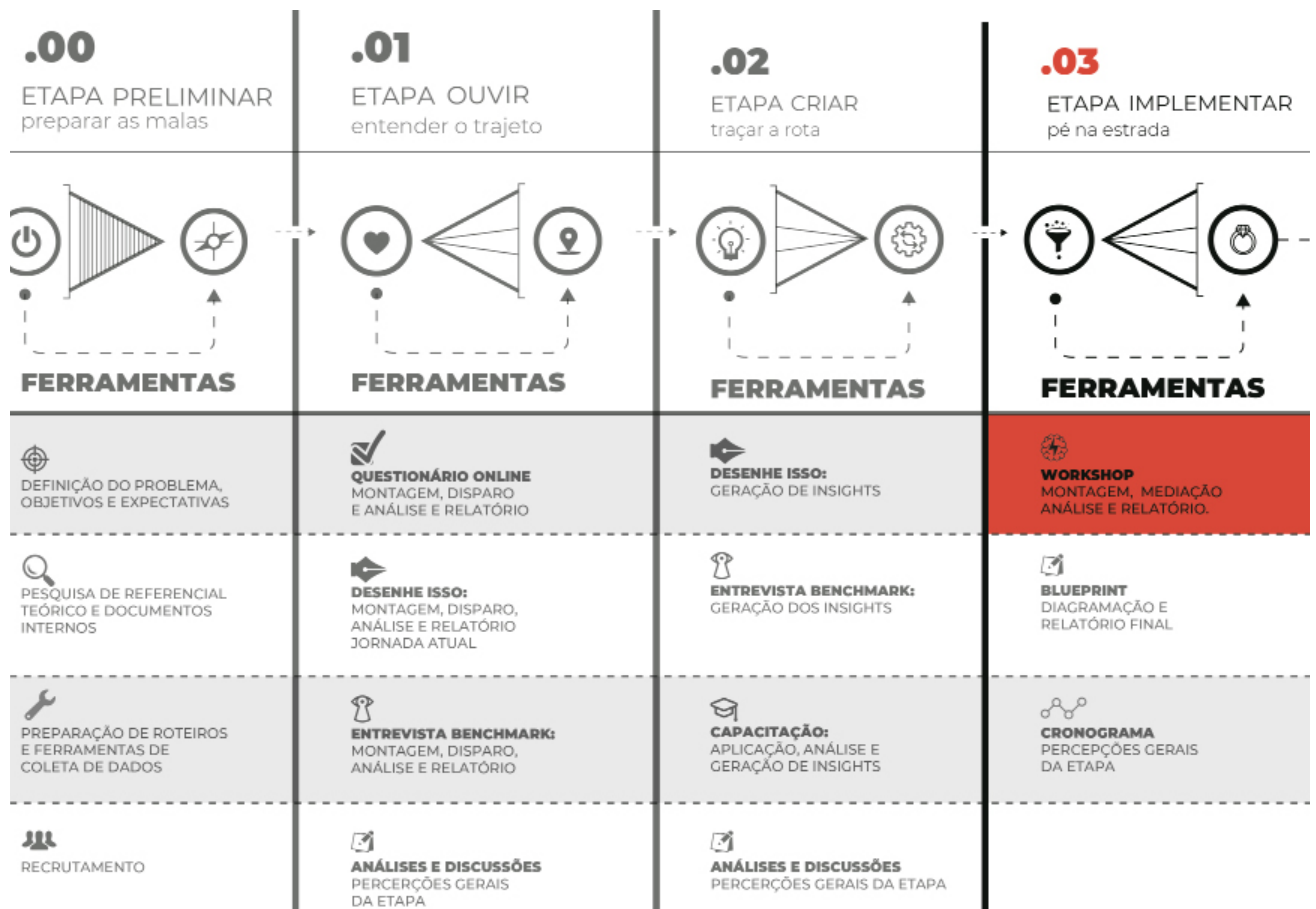 .00
ETAPA PRELIMINAR
preparar as malas
FERRAMENTAS
DEFINIÇÃO DO PROBLEMA,
OBJETIVOS E EXPECTATIVAS
PESQUISA DE REFERENCIAL
TEÓRICO E DOCUMENTOS
INTERNOS
PREPARAÇÃO DE ROTEIROS
E FERRAMENTAS DE
COLETA DE DADOS
RECRUTAMENTO
.01
ETAPA OUVIR
entender o trajeto
FERRAMENTAS
QUESTIONÁRIO ONLINE
MONTAGEM, DISPARO
E ANÁLISE E RELATÓRIO
DESENHE ISSO:
MONTAGEM, DISPARO,
ANÁLISE E RELATÓRIO
JORNADA ATUAL
ENTREVISTA BENCHMARK:
MONTAGEM, DISPARO,
ANÁLISE E RELATÓRIO
ANÁLISES E DISCUSSÕES
PERCERÇÕES GERAIS
DA ETAPA
.02
ETAPA CRIAR
traçar a rota
FERRAMENTAS
DESENHE ISSO:
GERAÇÃO DE INSIGHTS
ENTREVISTA BENCHMARK:
GERAÇÃO DOS INSIGHTS
CAPACITAÇÃO:
APLICAÇÃO, ANÁLISE E
GERAÇÃO DE INSIGHTS
ANÁLISES E DISCUSSÕES
PERCERÇÕES GERAIS DA ETAPA
.03
ETAPA IMPLEMENTAR
pé na estrada
FERRAMENTAS
WORKSHOP
MONTAGEM, MEDIAÇÃO
ANÁLISE E RELATÓRIO.
BLUEPRINT
DIAGRAMAÇÃO E
RELATÓRIO FINAL
CRONOGRAMA
PERCEPÇÕES GERAIS
DA ETAPA